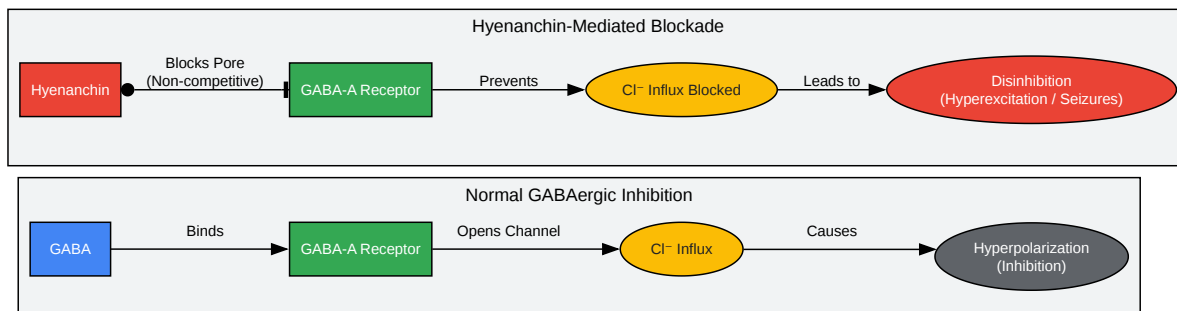 Hyenanchin-Mediated Blockade
Hyenanchin
Blocks Pore
(Non-competitive)
GABA-A Receptor
Prevents
Cl⁻ Influx Blocked
Leads to
Disinhibition
(Hyperexcitation / Seizures)
Normal GABAergic Inhibition
GABA
Binds
GABA-A Receptor
Opens Channel
Cl⁻ Influx
Causes
Hyperpolarization
(Inhibition)